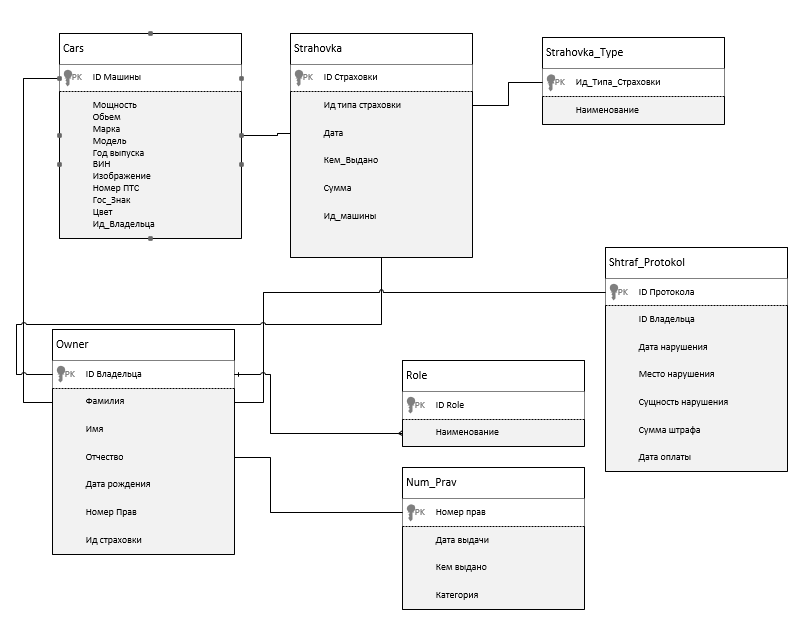 Cars
PK ID Машины
Мощность
Обьем
Марка
Модель
Год выпуска
ВИН
Изображение
Номер ПТС
Гос_Знак
Цвет
Ид_Владельца
Strahovka
PK ID Страховки
Ид типа страховки
Дата
Кем_Выдано
Сумма
Ид_машины
Strahovka_Type
PK Ид_Типа_Страховки
Наименование
Shtraf_Protokol
PK ID Протокола
ID Владельца
Дата нарушения
Место нарушения
Сущность нарушения
Сумма штрафа
Дата оплаты
Owner
PK ID Владельца
Фамилия
Имя
Отчество
Дата рождения
Номер Прав
Ид страховки
Role
PK ID Role
Наименование
Num_Prav
PK Номер прав
Дата выдачи
Кем выдано
Категория